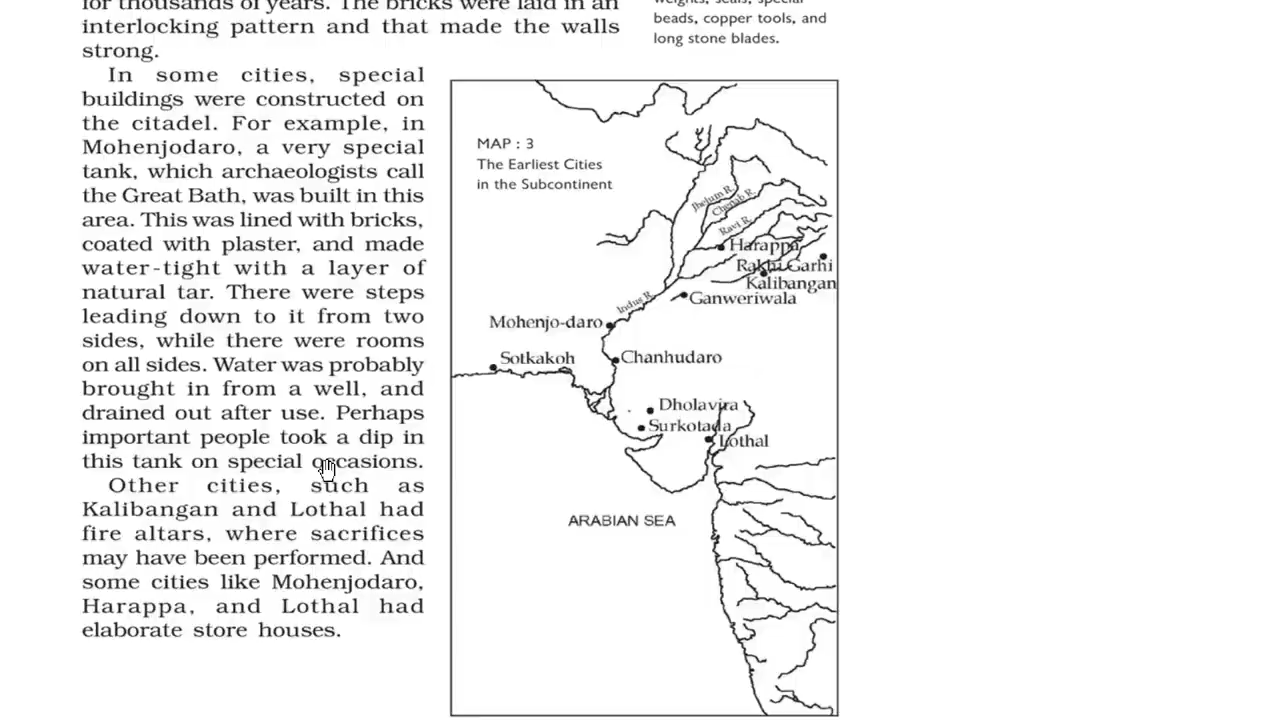 for thousands of years. The bricks were laid in an
interlocking pattern and that made the walls
strong.
In some cities, special
buildings were constructed on
the citadel. For example, in
Mohenjodaro, a very special
tank, which archaeologists call
the Great Bath, was built in this
area. This was lined with bricks,
coated with plaster, and made
water-tight with a layer of
natural tar. There were steps
leading down to it from two
sides, while there were rooms
on all sides. Water was probably
brought in from a well, and
drained out after use. Perhaps
important people took a dip in
this tank on special occasions.
Other cities, such as
Kalibangan and Lothal had
fire altars, where sacrifices
may have been performed. And
some cities like Mohenjodaro,
Harappa, and Lothal had
elaborate store houses.
weights, seals, special
beads, copper tools, and
long stone blades.
MAP : 3
The Earliest Cities
in the Subcontinent
Jhelum R.
Chenab R.
Ravi R.
Harappa
Rakhi Garhi
Kalibangan
Ganweriwala
Indus R.
Mohenjo-daro
Sotkakoh
Chanhudaro
Dholavira
Surkotada
Lothal
ARABIAN SEA